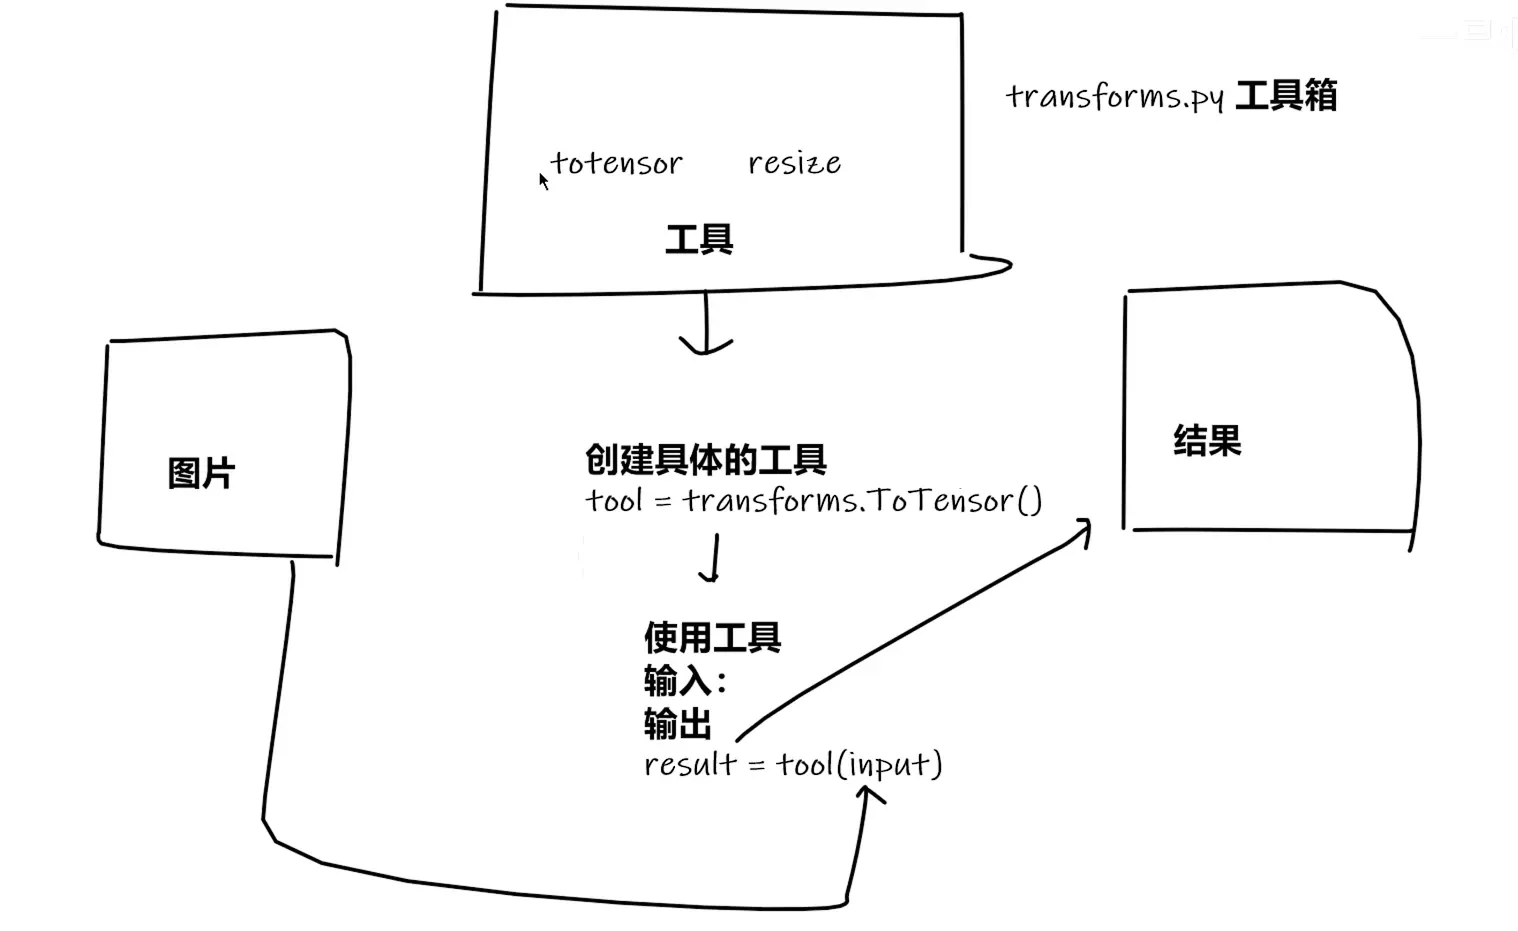 transforms.py 工具箱
totensor resize
工具
图片
创建具体的工具
tool = transforms.ToTensor()
结果
使用工具
输入：
输出
result = tool(input)